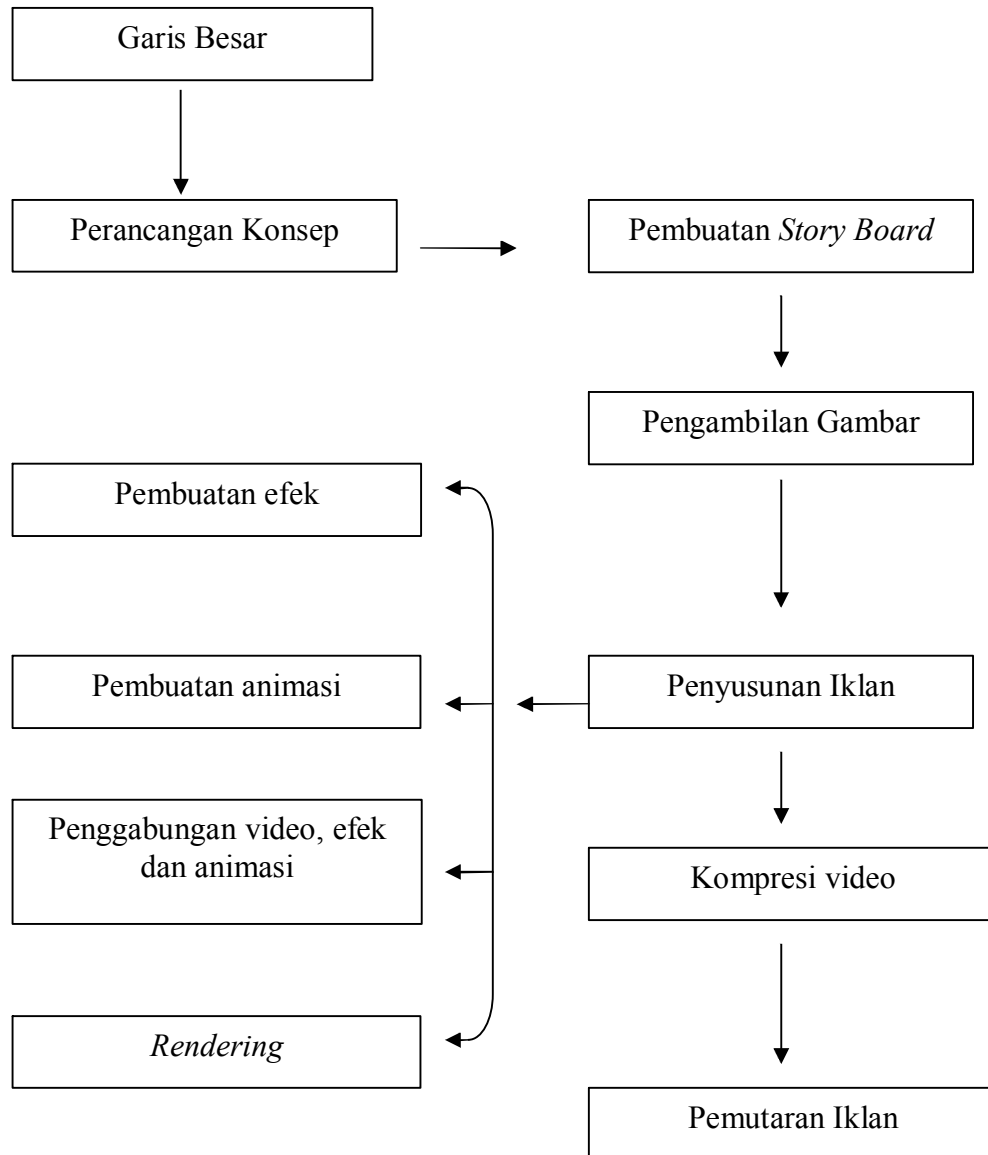 Garis Besar
Perancangan Konsep
Pembuatan Story Board
Pengambilan Gambar
Pembuatan efek
Pembuatan animasi
Penyusunan Iklan
Penggabungan video, efek
dan animasi
Kompresi video
Rendering
Pemutaran Iklan